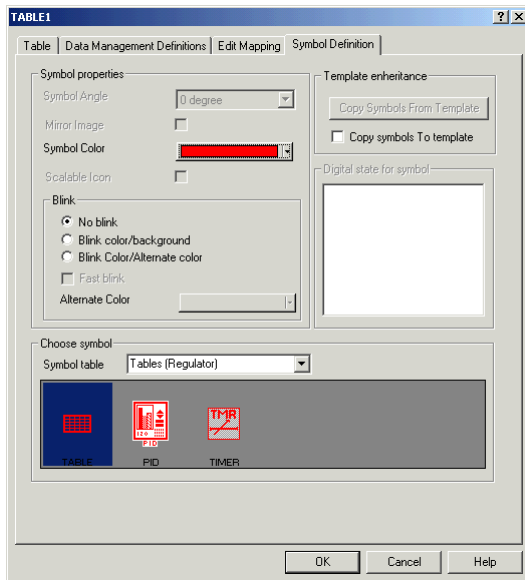 TABLE1
Table
Data Management Definitions
Edit Mapping
Symbol Definition
Symbol properties
Symbol Angle
0 degree
Mirror Image
Symbol Color
Scalable Icon
Blink
No blink
Blink color/background
Blink Color/Alternate color
Fast blink
Alternate Color
Template enheritance
Copy Symbols From Template
Copy symbols To template
Digital state for symbol
Choose symbol
Symbol table
Tables (Regulator)
TABLE
PID
PID
TMR
TIMER
OK
Cancel
Help